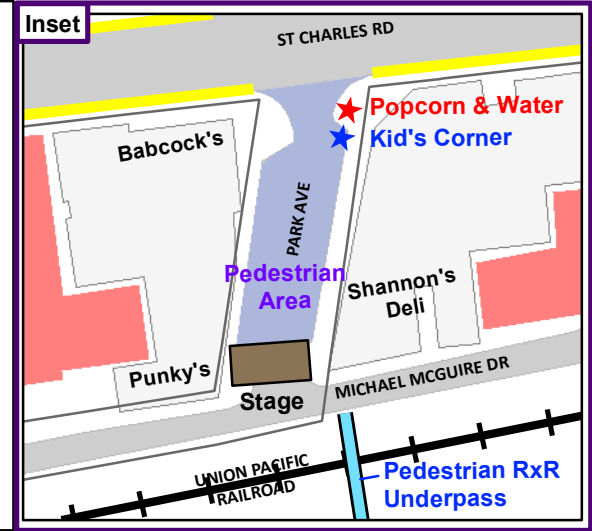 Inset
ST CHARLES RD
Popcorn & Water
Kid's Corner
Babcock's
PARK AVE
Pedestrian
Area
Shannon's
Deli
Punky's
Stage
MICHAEL MCGUIRE DR
UNION PACIFIC
RAILROAD
Pedestrian RxR
Underpass